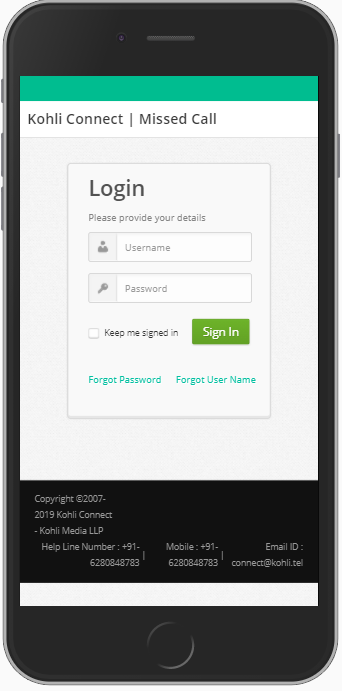 Kohli Connect | Missed Call
Login
Please provide your details
Username
Password
Keep me signed in
Sign In
Forgot Password
Forgot User Name
Copyright ©2007-
2019 Kohli Connect
- Kohli Media LLP
Help Line Number : +91-
6280848783
|
Mobile : +91-
6280848783
|
Email ID :
connect@kohli.tel